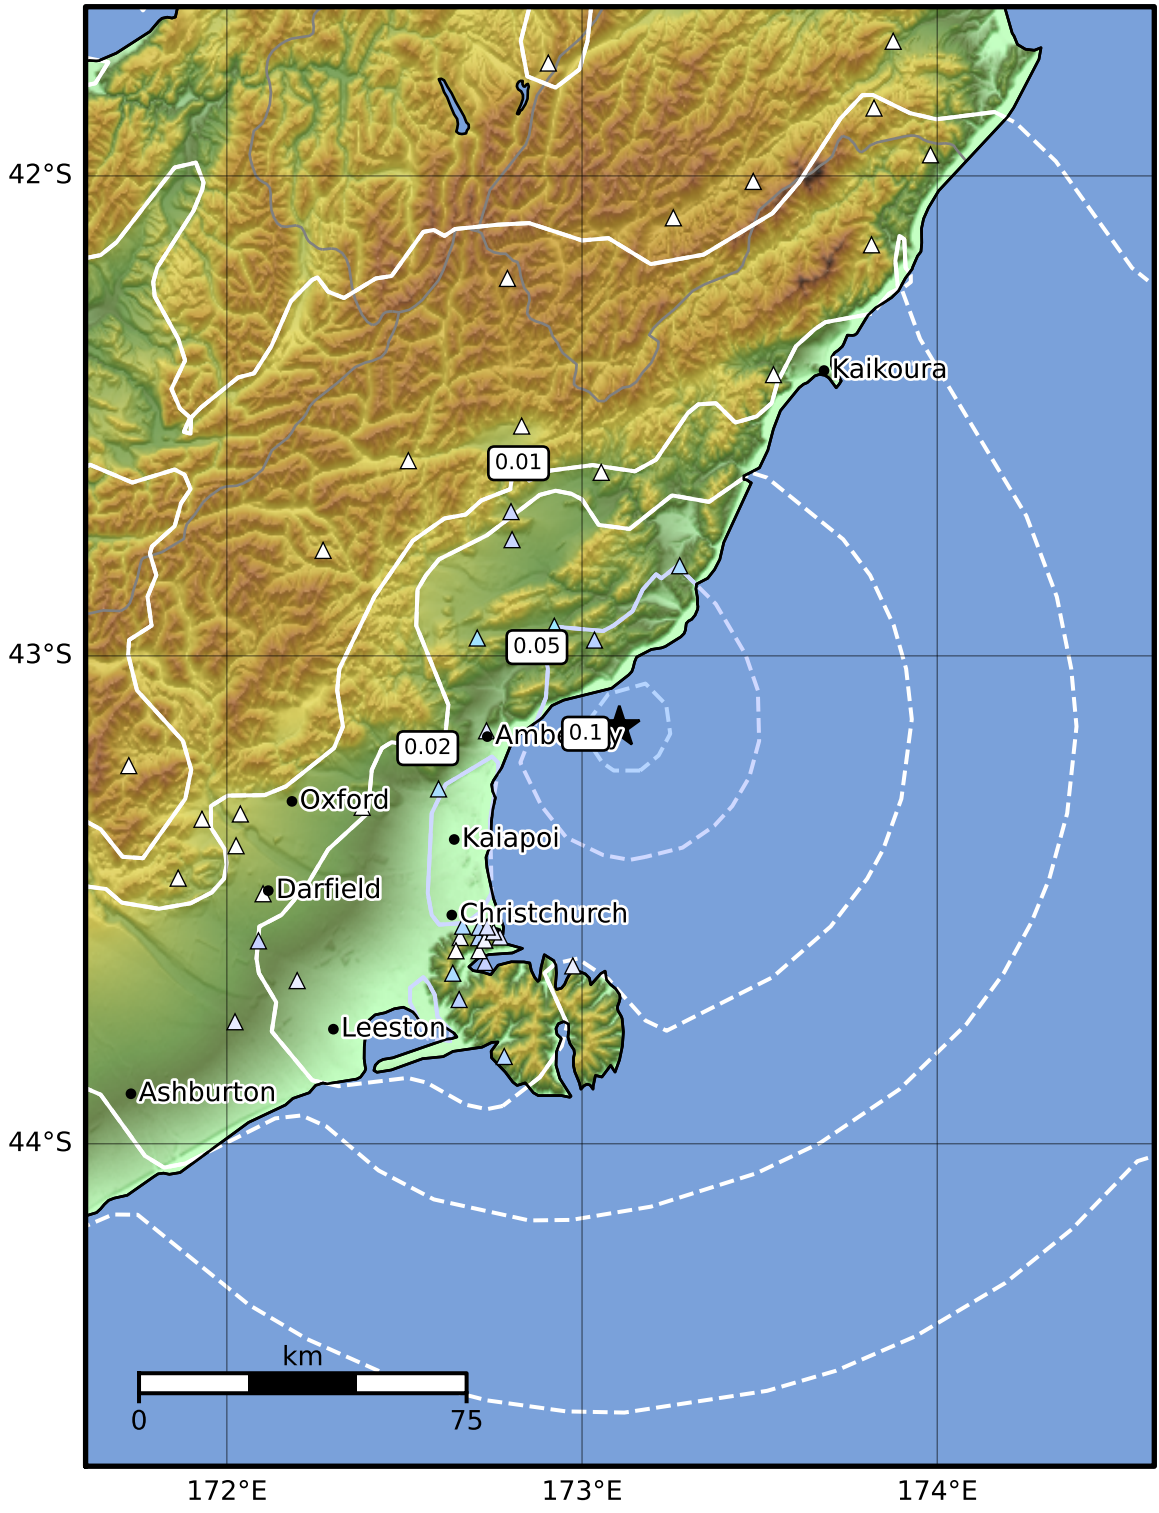 42°S
Kaikoura
0.01
43°S
0.05
0.1
Amberley
0.02
Oxford
Kaiapoi
Darfield
Christchurch
Leeston
Ashburton
44°S
km
0 75
172°E 173°E 174°E